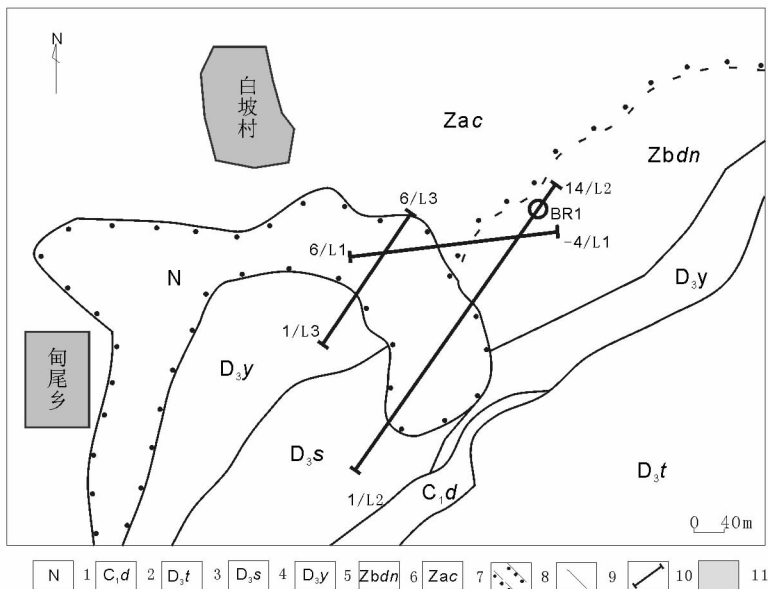 N
白坡村
Zac
Zbdn
6/L3
14/L2
BR1
6/L1
-4/L1
N
D₃y
1/L3
甸尾乡
D₃y
D₃s
D₃t
1/L2
C₁d
0 40m
N 1 C₁d 2 D₃t 3 D₃s 4 D₃y 5 Zbdn 6 Zac 7 8 9 10 11